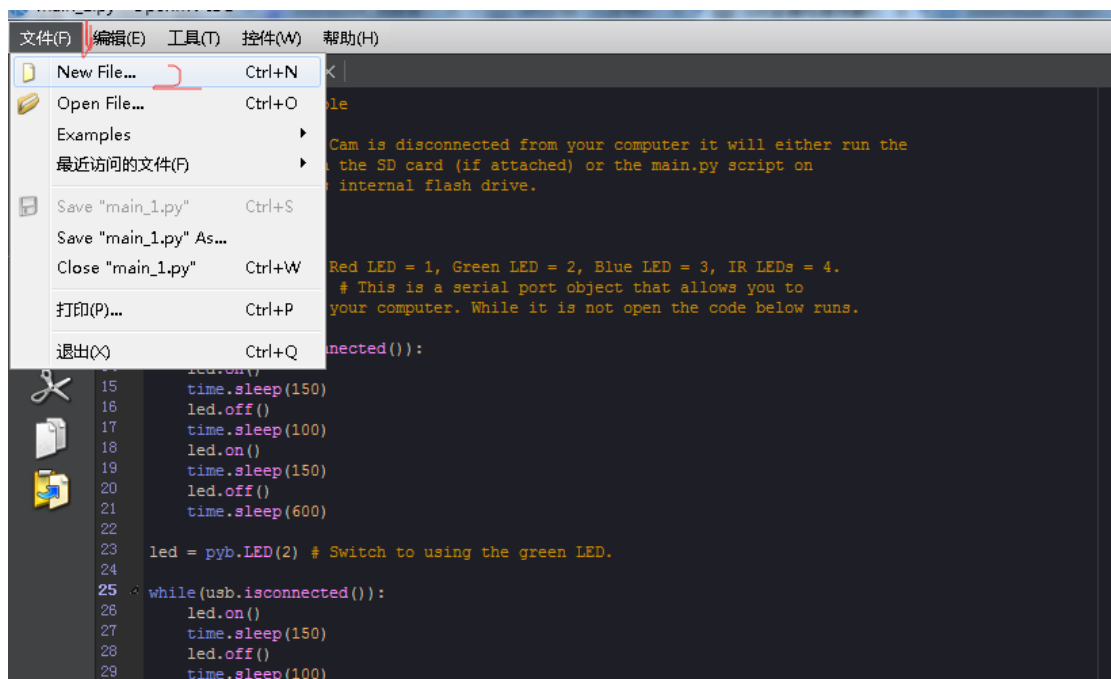 文件(F) 编辑(E) 工具(T) 控件(W) 帮助(H)
New File... Ctrl+N
Open File... Ctrl+O
Examples
最近访问的文件(F)
Save "main_1.py" Ctrl+S
Save "main_1.py" As...
Close "main_1.py" Ctrl+W
打印(P)... Ctrl+P
退出(X) Ctrl+Q
Cam is disconnected from your computer it will either run the
the SD card (if attached) or the main.py script on
internal flash drive.
Red LED = 1, Green LED = 2, Blue LED = 3, IR LEDs = 4.
# This is a serial port object that allows you to
your computer. While it is not open the code below runs.
nected()):
led.on()
15 time.sleep(150)
16 led.off()
17 time.sleep(100)
18 led.on()
19 time.sleep(150)
20 led.off()
21 time.sleep(600)
22
23 led = pyb.LED(2) # Switch to using the green LED.
24
25 while(usb.isconnected()):
26 led.on()
27 time.sleep(150)
28 led.off()
29 time.sleep(100)